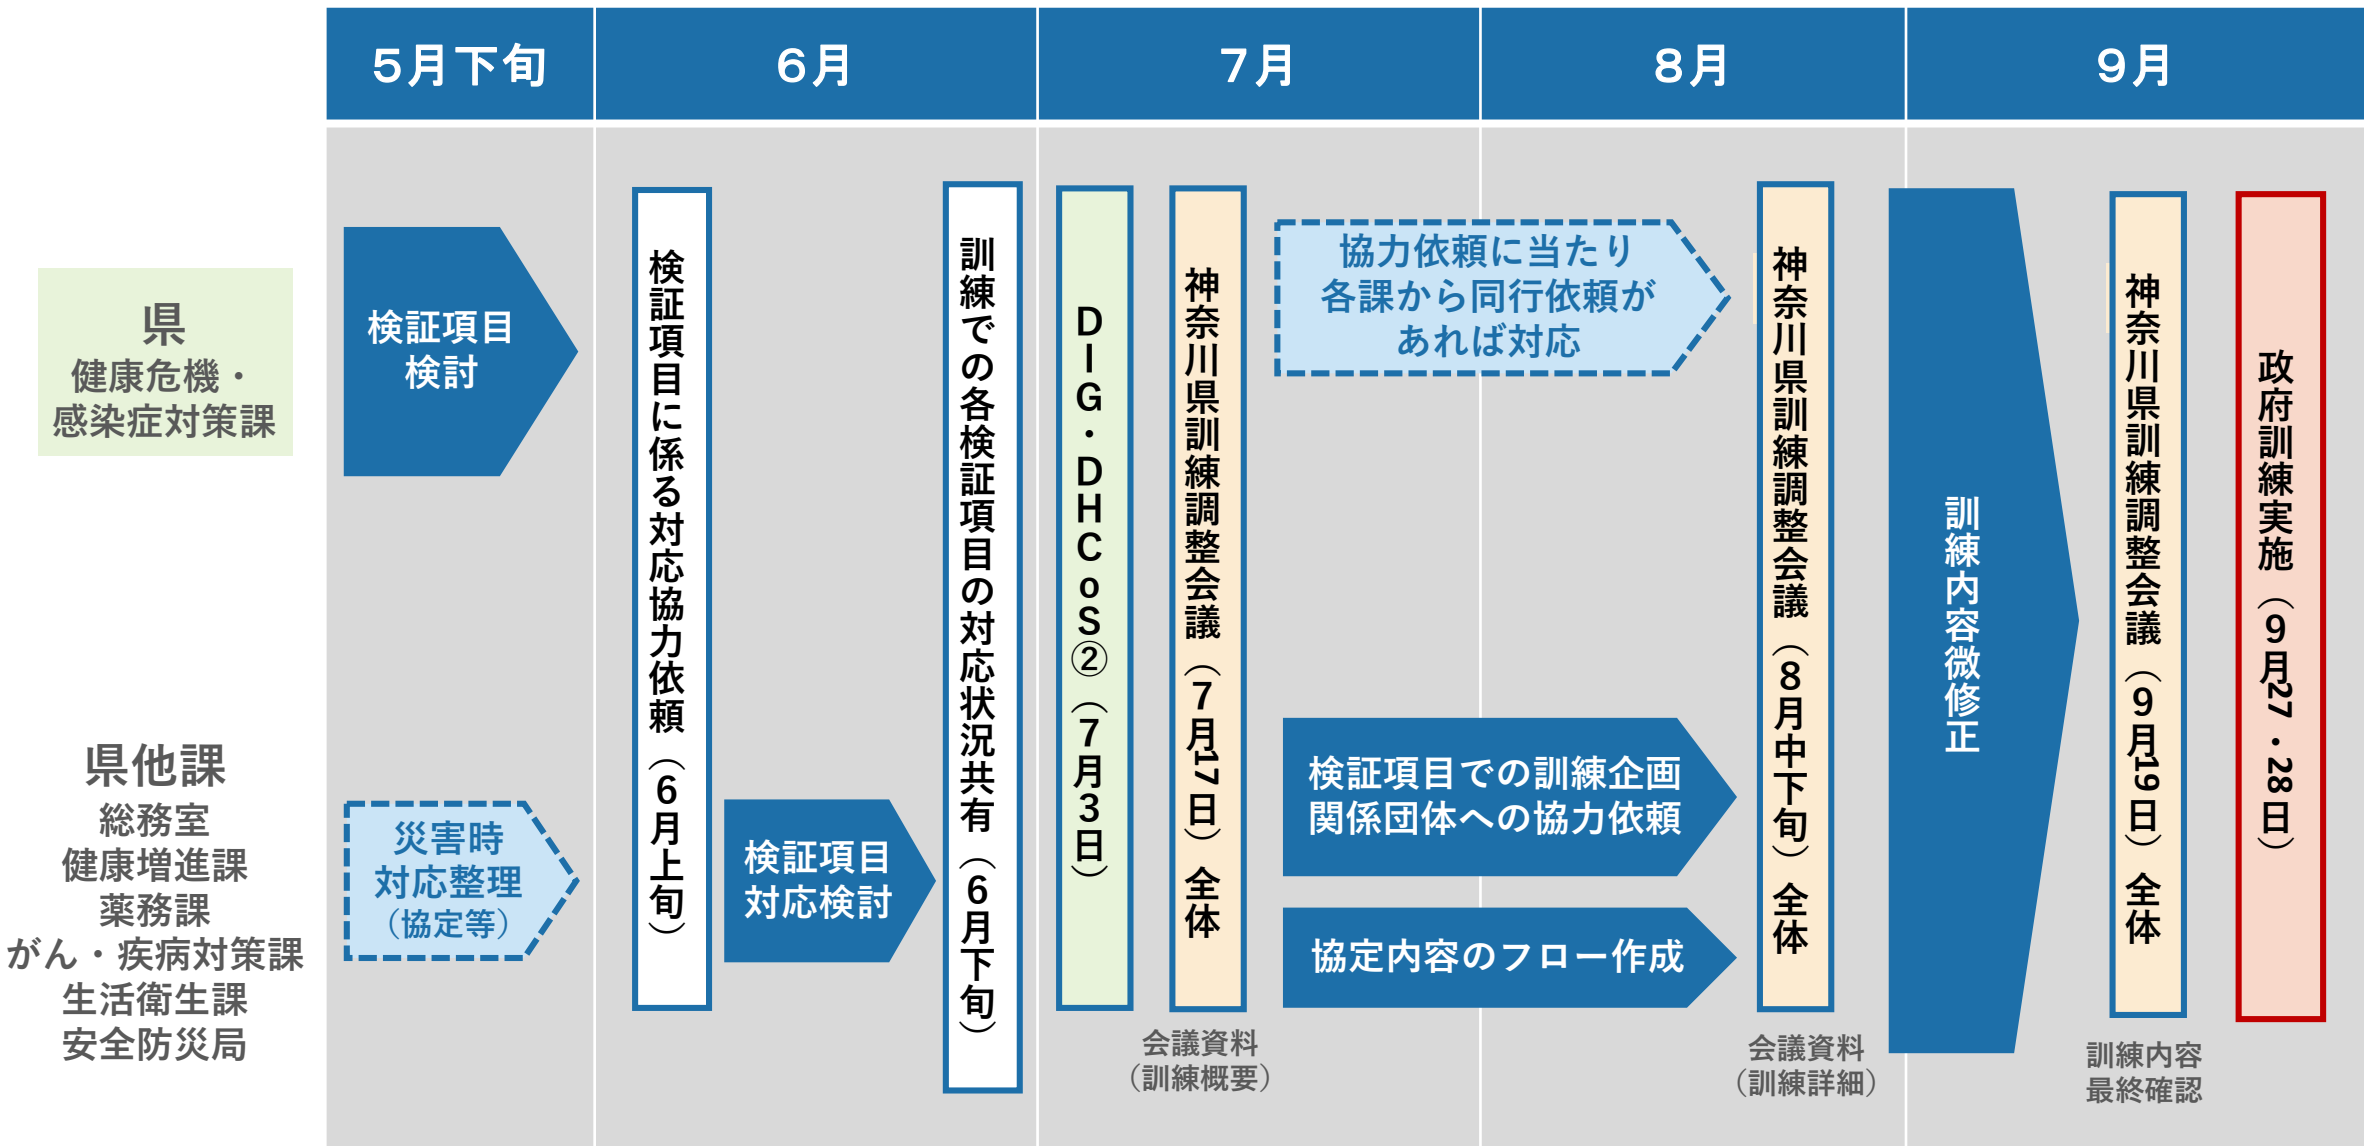 ５月下旬
６月
７月
８月
９月
県
健康危機・
感染症対策課
検証項目
検討
検証項目に係る対応協力依頼（６月上旬）
訓練での各検証項目の対応状況共有（６月下旬）
ＤＩＧ・ＤＨＣｏＳ②（７月３日）
神奈川県訓練調整会議（７月17日）全体
協力依頼に当たり
各課から同行依頼が
あれば対応
神奈川県訓練調整会議（８月中下旬）全体
訓練内容微修正
神奈川県訓練調整会議（９月19日）全体
政府訓練実施（９月27・28日）
県他課
総務室
健康増進課
薬務課
がん・疾病対策課
生活衛生課
安全防災局
災害時
対応整理
（協定等）
検証項目
対応検討
検証項目での訓練企画
関係団体への協力依頼
協定内容のフロー作成
会議資料
（訓練概要）
会議資料
（訓練詳細）
訓練内容
最終確認